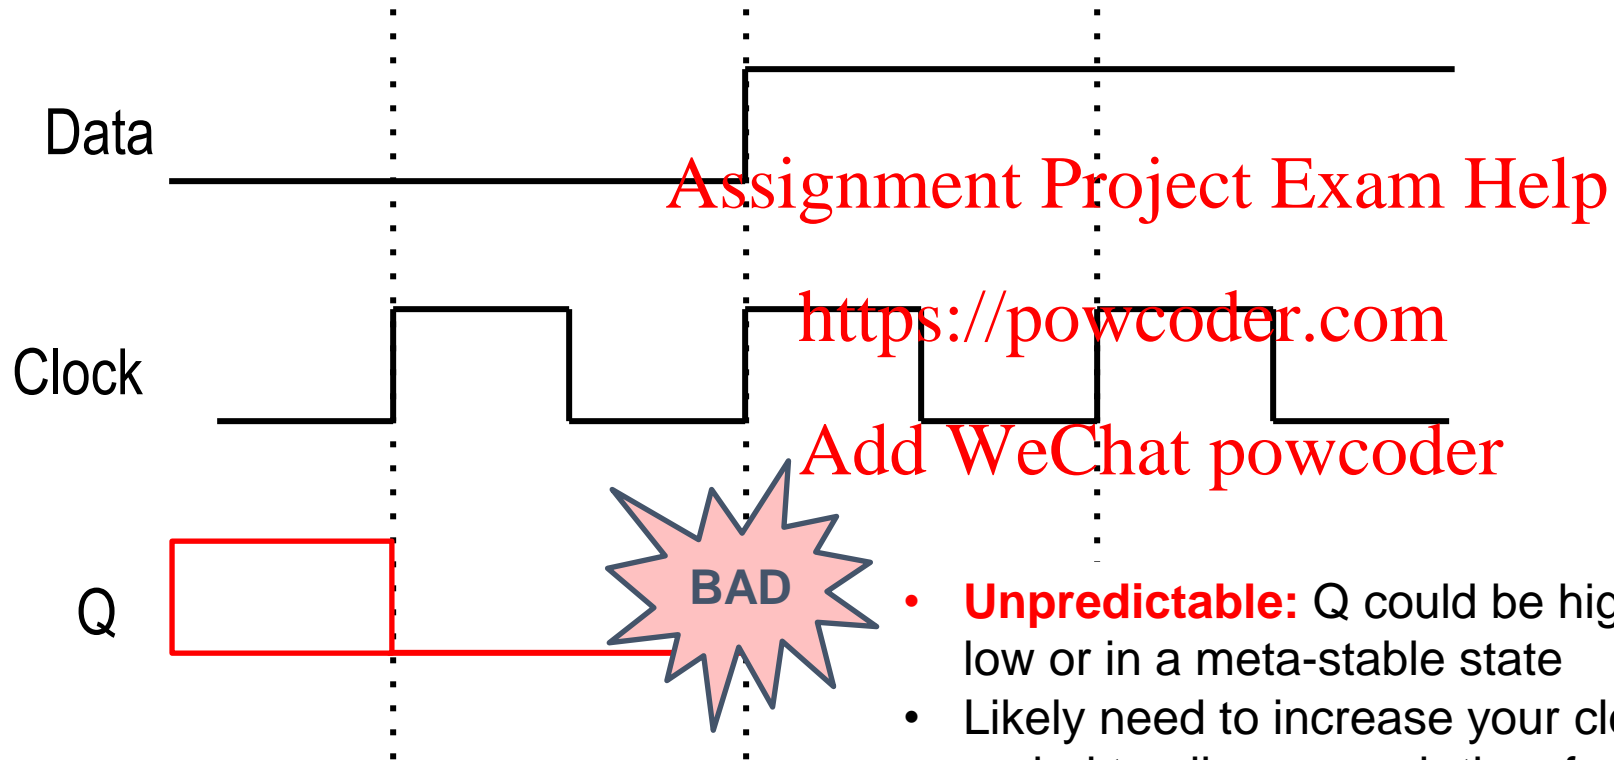 Data
Assignment Project Exam Help
https://powcoder.com
Clock
Add WeChat powcoder
BAD
Q
• Unpredictable: Q could be hig
low or in a meta-stable state
• Likely need to increase your clo